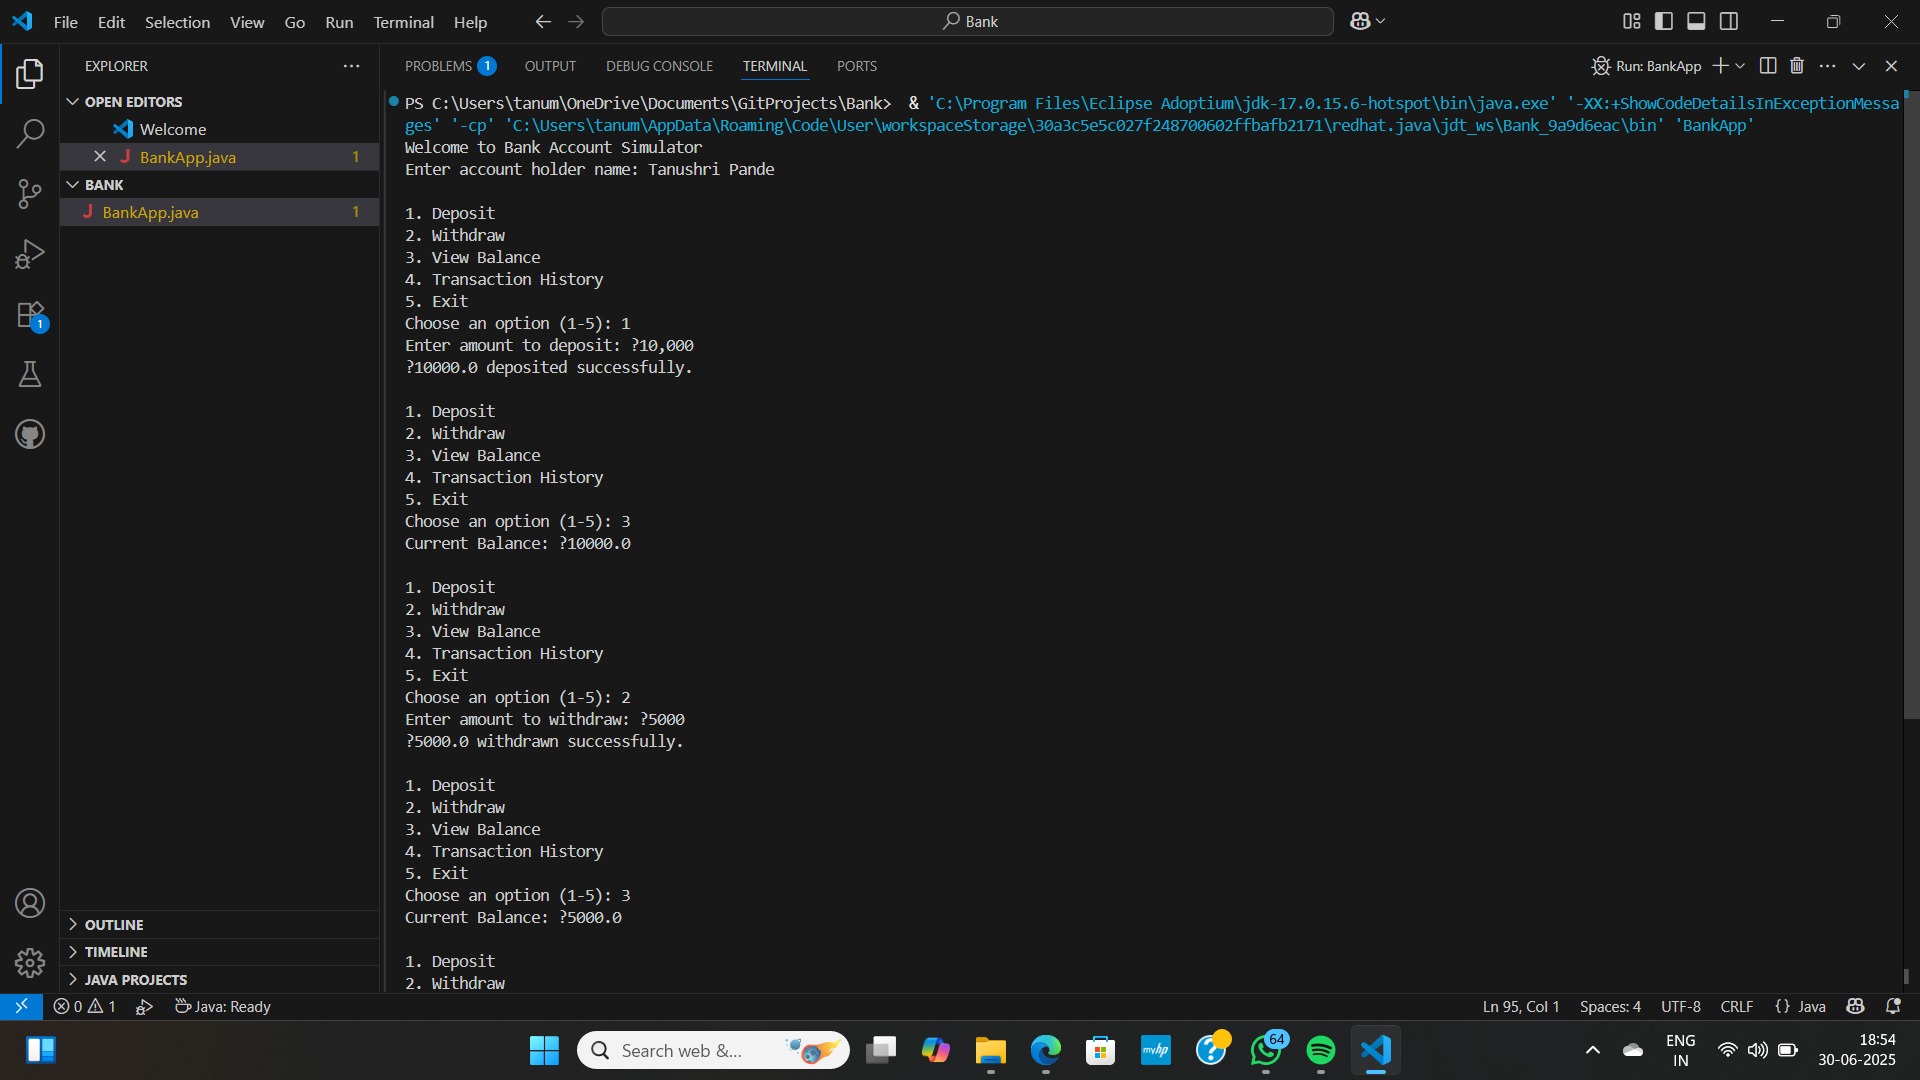 File Edit Selection View Go Run Terminal Help
Bank
EXPLORER
OPEN EDITORS
Welcome
BankApp.java 1
BANK
BankApp.java 1
OUTLINE
TIMELINE
JAVA PROJECTS
PROBLEMS 1 OUTPUT DEBUG CONSOLE TERMINAL PORTS
Run: BankApp
PS C:\Users\tanum\OneDrive\Documents\GitProjects\Bank> & 'C:\Program Files\Eclipse Adoptium\jdk-17.0.15.6-hotspot\bin\java.exe' '-XX:+ShowCodeDetailsInExceptionMessa
ges' '-cp' 'C:\Users\tanum\AppData\Roaming\Code\User\workspaceStorage\30a3c5e5c027f248700602ffbafb2171\redhat.java\jdt_ws\Bank_9a9d6eac\bin' 'BankApp'
Welcome to Bank Account Simulator
Enter account holder name: Tanushri Pande
1. Deposit
2. Withdraw
3. View Balance
4. Transaction History
5. Exit
Choose an option (1-5): 1
Enter amount to deposit: ?10,000
?10000.0 deposited successfully.
1. Deposit
2. Withdraw
3. View Balance
4. Transaction History
5. Exit
Choose an option (1-5): 3
Current Balance: ?10000.0
1. Deposit
2. Withdraw
3. View Balance
4. Transaction History
5. Exit
Choose an option (1-5): 2
Enter amount to withdraw: ?5000
?5000.0 withdrawn successfully.
1. Deposit
2. Withdraw
3. View Balance
4. Transaction History
5. Exit
Choose an option (1-5): 3
Current Balance: ?5000.0
1. Deposit
2. Withdraw
1
0 1 Java: Ready
Ln 95, Col 1 Spaces: 4 UTF-8 CRLF {} Java
Search web &...
myhp
64
ENG
IN
18:54
30-06-2025